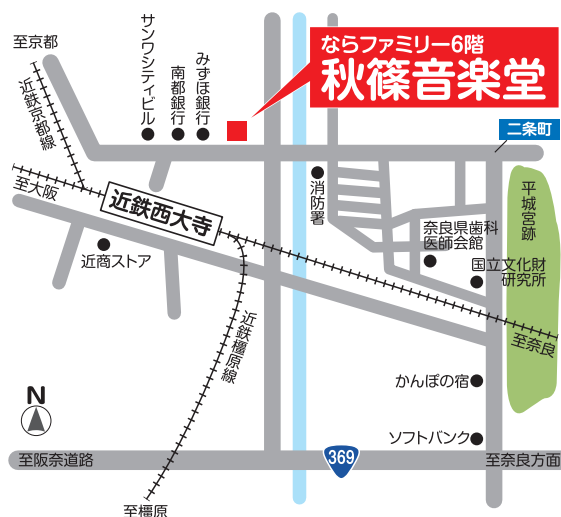 ならファミリー6階
秋篠音楽堂
至京都
サンワシティビル
南都銀行
みずほ銀行
近鉄京都線
二条町
至大阪
近鉄西大寺
消防署
平城宮跡
奈良県歯科
医師会館
近商ストア
国立文化財
研究所
近鉄橿原線
至奈良
かんぽの宿
N
ソフトバンク
369
至阪奈道路
至奈良方面
至橿原